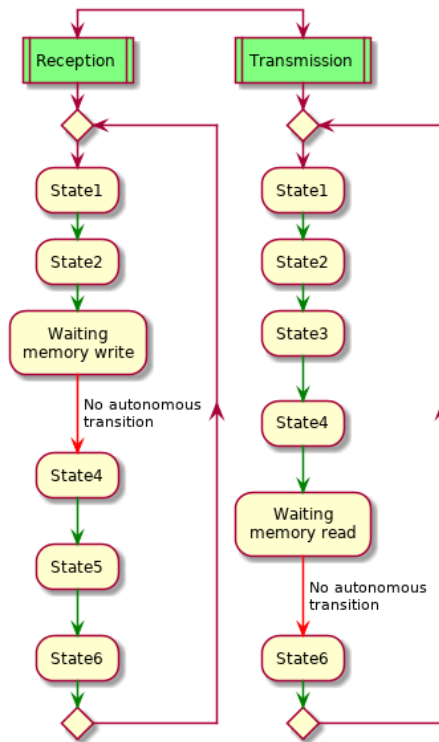 Reception
State1
State2
Waiting
memory write
No autonomous
transition
State4
State5
State6
Transmission
State1
State2
State3
State4
Waiting
memory read
No autonomous
transition
State6